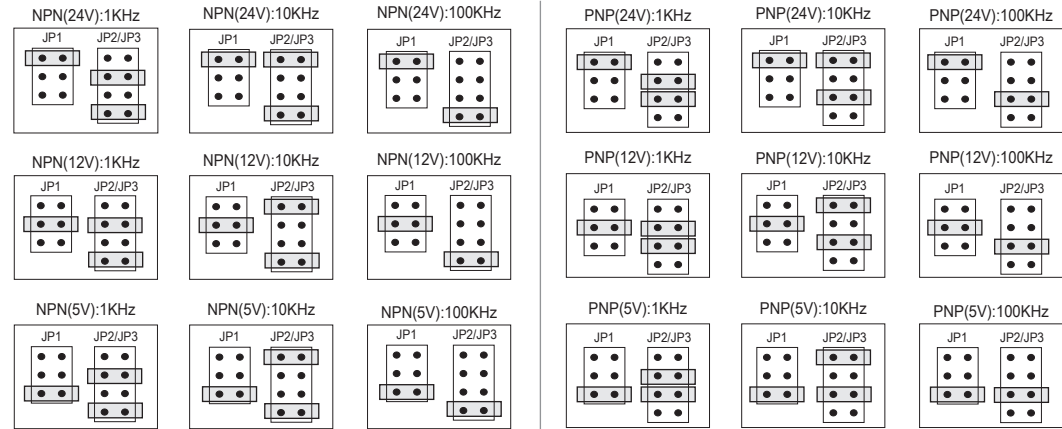 NPN(24V):1KHz NPN(24V):10KHz NPN(24V):100KHz PNP(24V):1KHz PNP(24V):10KHz PNP(24V):100KHz
JP1 JP2/JP3 JP1 JP2/JP3 JP1 JP2/JP3 JP1 JP2/JP3 JP1 JP2/JP3 JP1 JP2/JP3
NPN(12V):1KHz NPN(12V):10KHz NPN(12V):100KHz PNP(12V):1KHz PNP(12V):10KHz PNP(12V):100KHz
JP1 JP2/JP3 JP1 JP2/JP3 JP1 JP2/JP3 JP1 JP2/JP3 JP1 JP2/JP3 JP1 JP2/JP3
NPN(5V):1KHz NPN(5V):10KHz NPN(5V):100KHz PNP(5V):1KHz PNP(5V):10KHz PNP(5V):100KHz
JP1 JP2/JP3 JP1 JP2/JP3 JP1 JP2/JP3 JP1 JP2/JP3 JP1 JP2/JP3 JP1 JP2/JP3